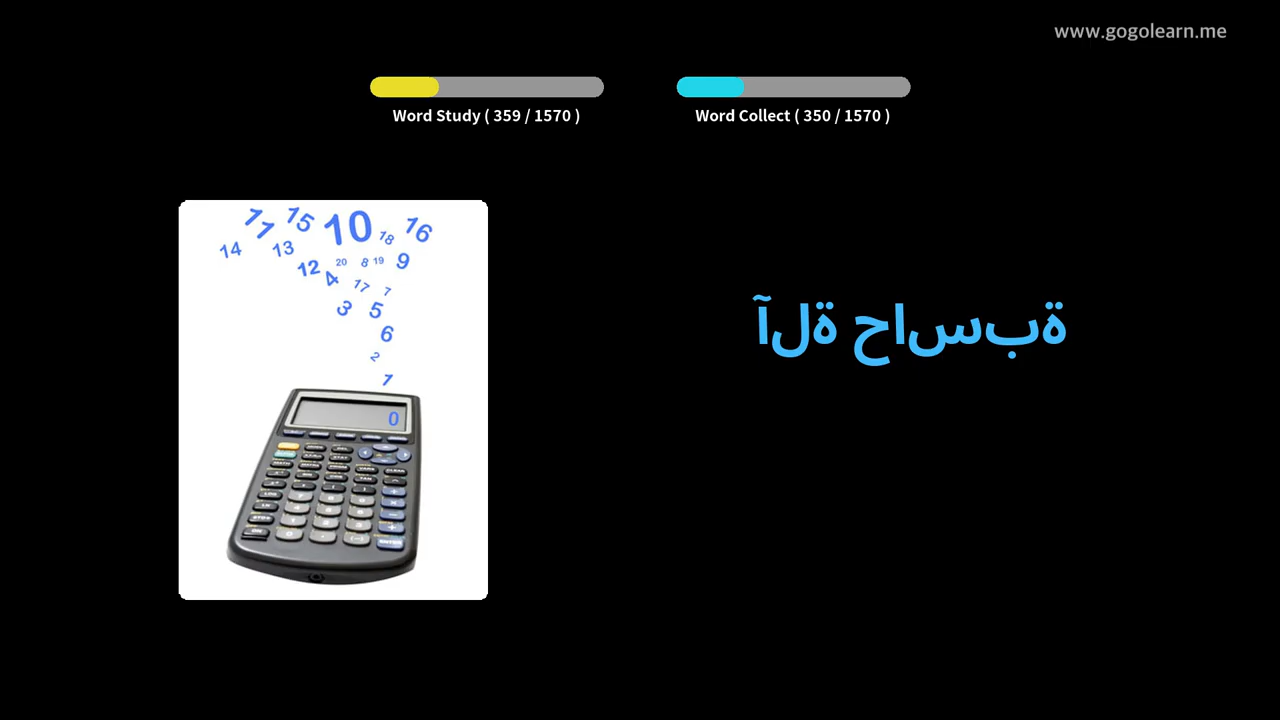 www.gogolearn.me
Word Study ( 359 / 1570 )
Word Collect ( 350 / 1570 )
11 15 10 16
14 13 18
12 20 8 19 9
4 17 7
3 5
6
2
1
0
آلة حاسبة